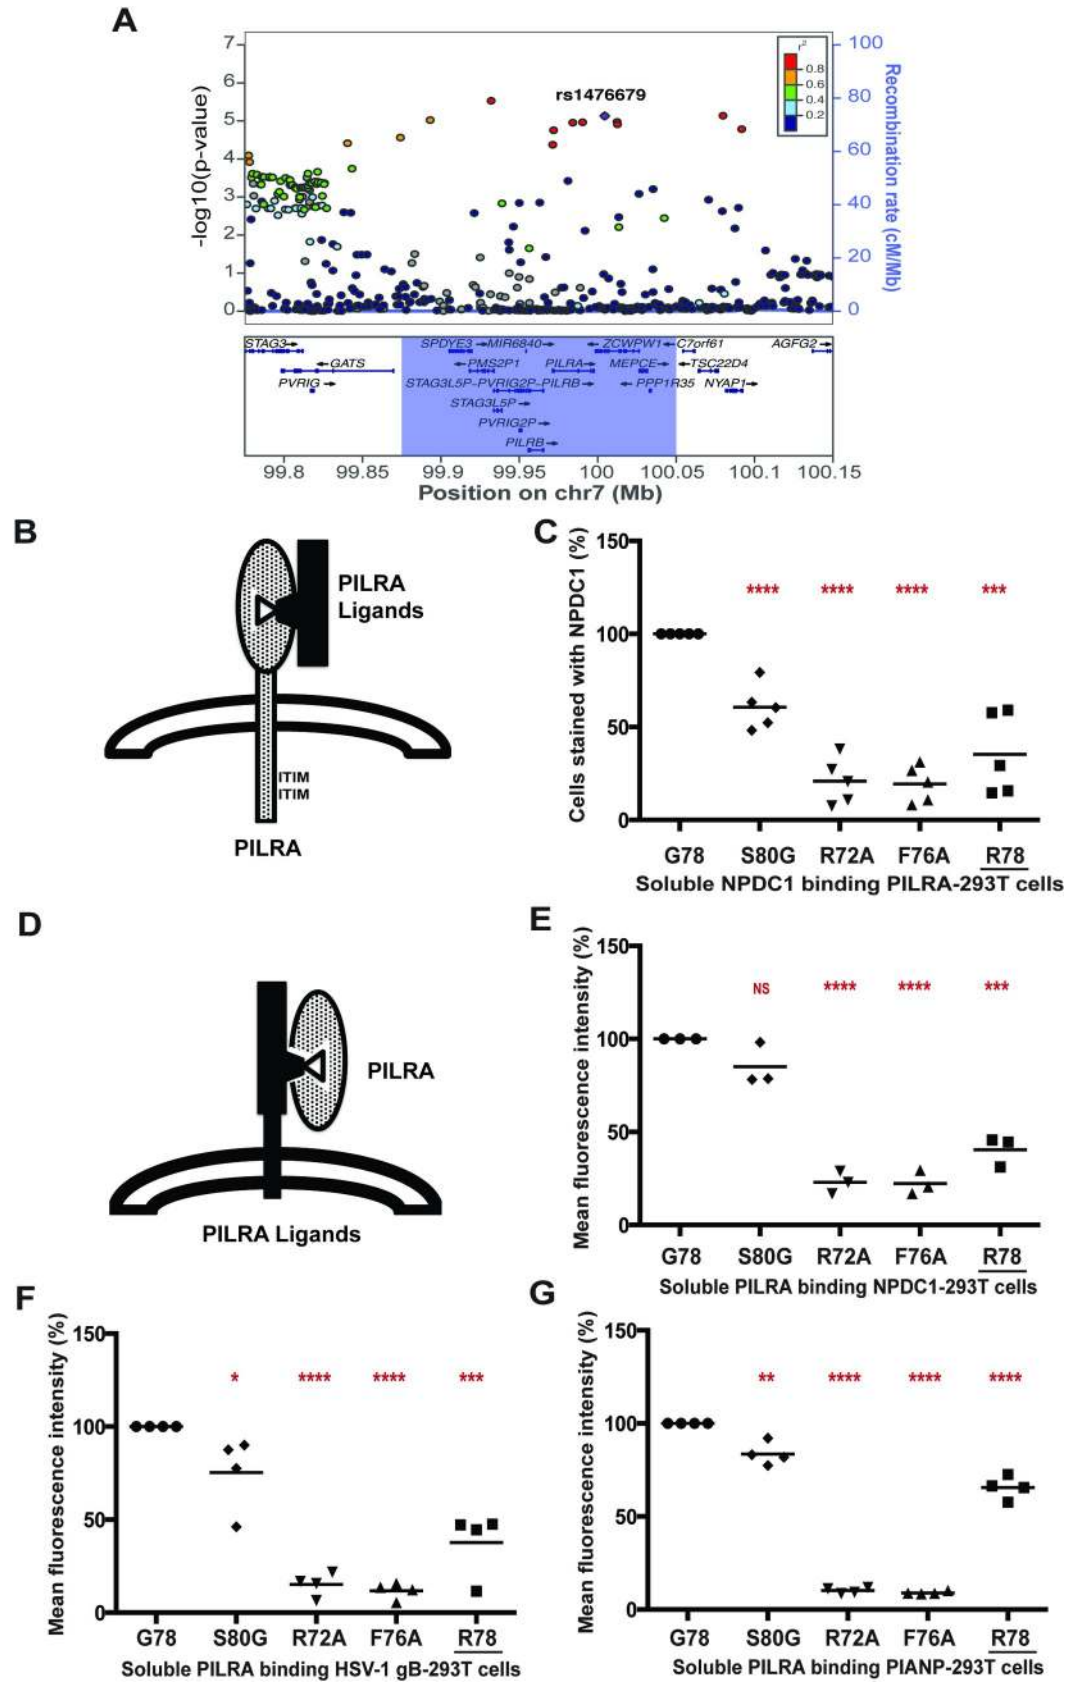 A
rs1476679
r²
0.8
0.6
0.4
0.2
-log10(p-value)
7
6
5
4
3
2
1
0
Recombination rate (cM/Mb)
100
80
60
40
20
0
STAG3→ SPDYE3→MIR6840→ ←ZCWPW1←C7orf61 AGFG2→
←GATS ←PMS2P1 PILRA→ MEPCE→ ←TSC22D4
PVRIG → STAG3L5P-PVRIG2P-PILRB→ ←PPP1R35 NYAP1→
STAG3L5P→
PVRIG2P→
PILRB→
99.8 99.85 99.9 99.95 100 100.05 100.1 100.15
Position on chr7 (Mb)
B
PILRA
Ligands
ITIM
ITIM
PILRA
C
Cells stained with NPDC1 (%)
150
100
50
0
**** **** **** ***
G78 S80G R72A F76A R78
Soluble NPDC1 binding PILRA-293T cells
D
PILRA
PILRA Ligands
E
Mean fluorescence intensity (%)
150
100
50
0
NS **** **** ***
G78 S80G R72A F76A R78
Soluble PILRA binding NPDC1-293T cells
F
Mean fluorescence intensity (%)
150
100
50
0
* **** **** ***
G78 S80G R72A F76A R78
Soluble PILRA binding HSV-1 gB-293T cells
G
Mean fluorescence intensity (%)
150
100
50
0
** **** **** ****
G78 S80G R72A F76A R78
Soluble PILRA binding PIANP-293T cells